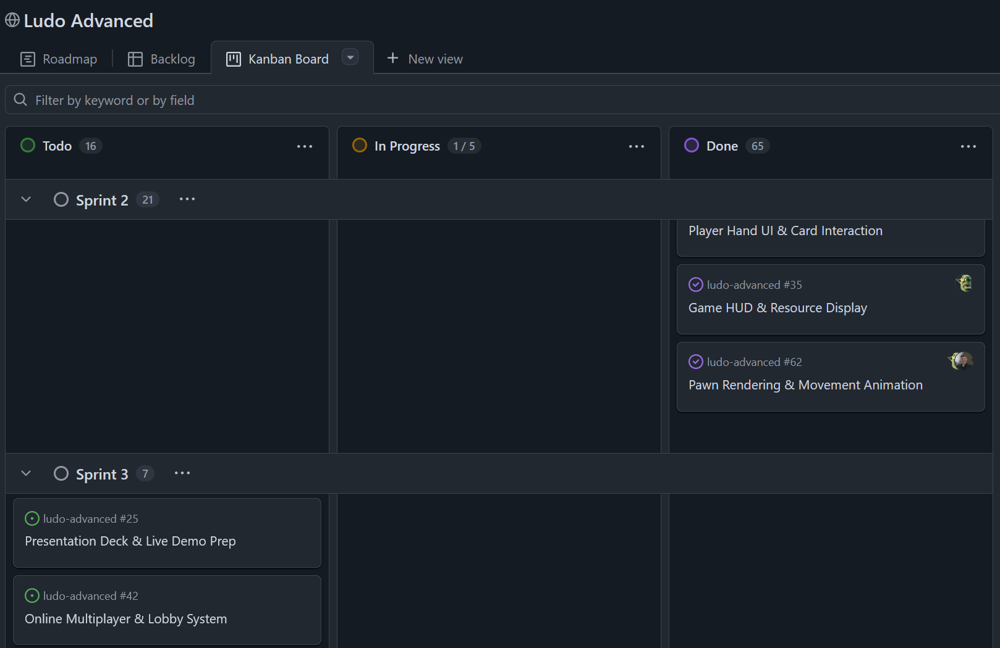 Ludo Advanced
Roadmap
Backlog
Kanban Board
New view
Filter by keyword or by field
Todo 16
In Progress 1 / 5
Done 65
Sprint 2 21
Player Hand UI & Card Interaction
ludo-advanced #35
Game HUD & Resource Display
ludo-advanced #62
Pawn Rendering & Movement Animation
Sprint 3 7
ludo-advanced #25
Presentation Deck & Live Demo Prep
ludo-advanced #42
Online Multiplayer & Lobby System